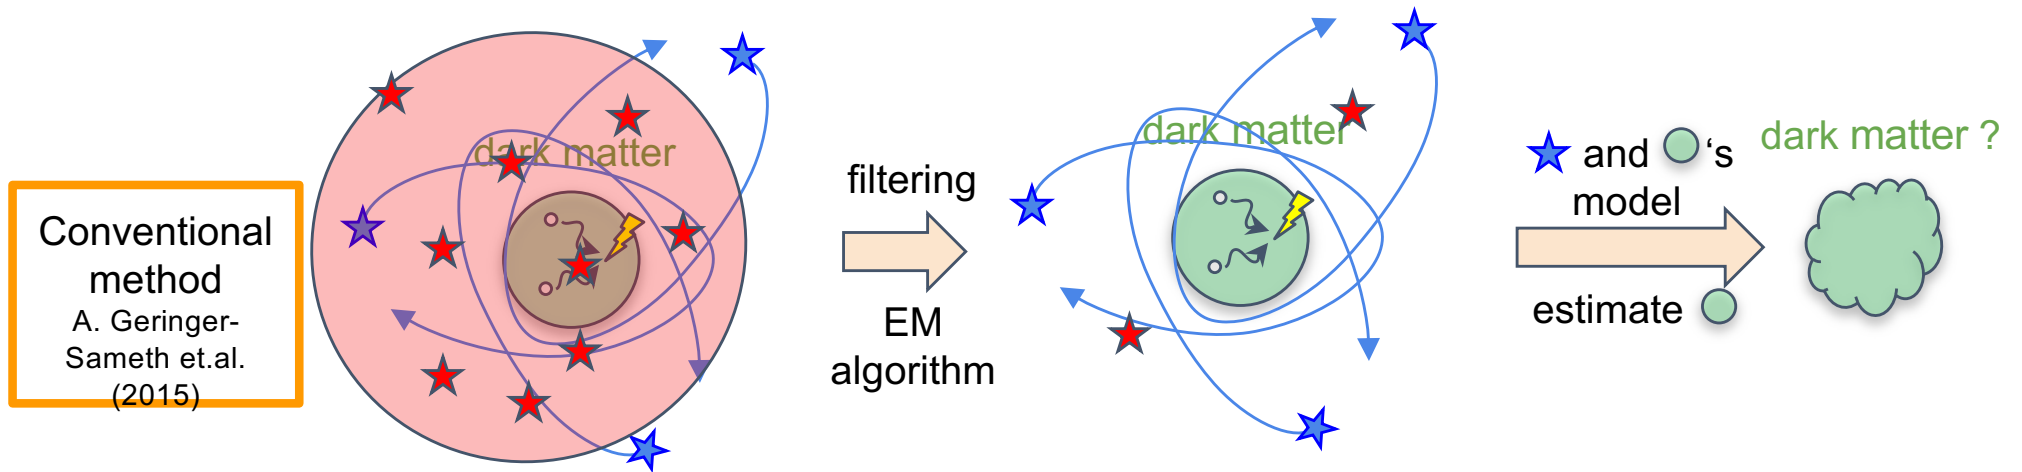 Conventional
method
A. Geringer-
Sameth et.al.
(2015)
dark matter
filtering
EM
algorithm
dark matter
and 's
model
estimate
dark matter ?